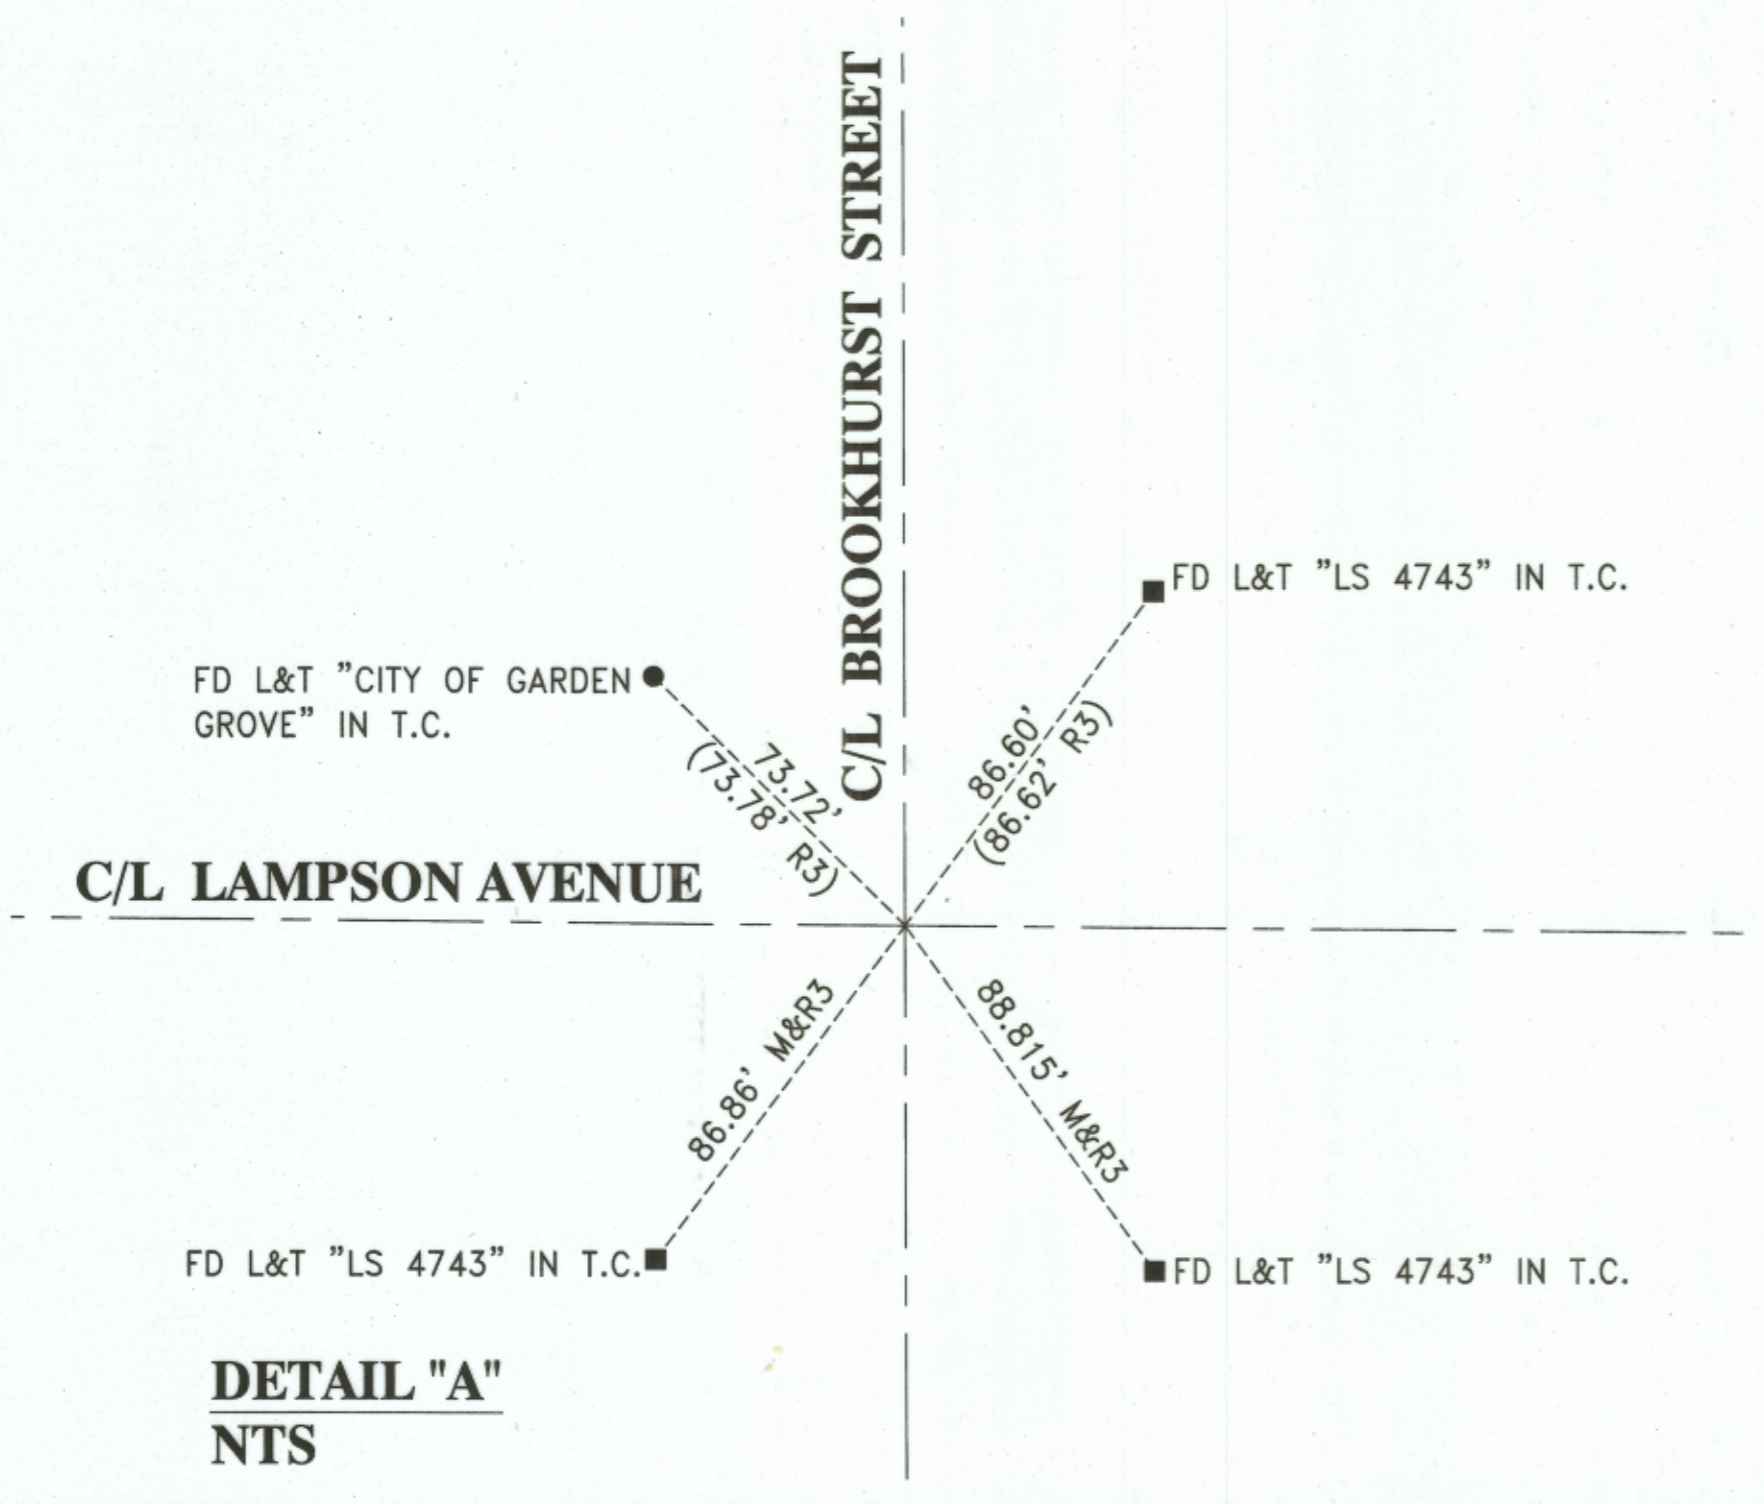 C/L BROOKHURST STREET
FD L&T ”LS 4743” IN T.C.
FD L&T ”CITY OF GARDEN
GROVE” IN T.C.
73.72'
(73.78' R3)
86.60'
(86.62' R3)
C/L LAMPSON AVENUE
86.86' M&R3
88.815' M&R3
FD L&T ”LS 4743” IN T.C.
FD L&T ”LS 4743” IN T.C.
DETAIL "A"
NTS